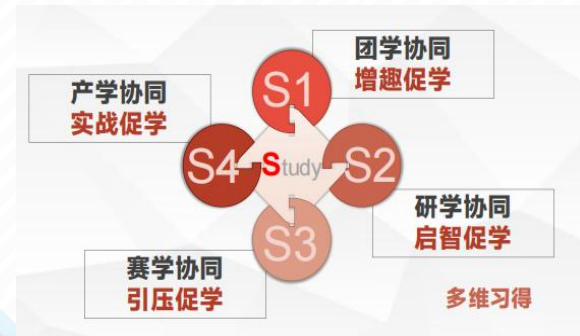 团学协同
增趣促学
S1
产学协同
实战促学
S4
Study
S2
研学协同
启智促学
S3
赛学协同
引压促学
多维习得